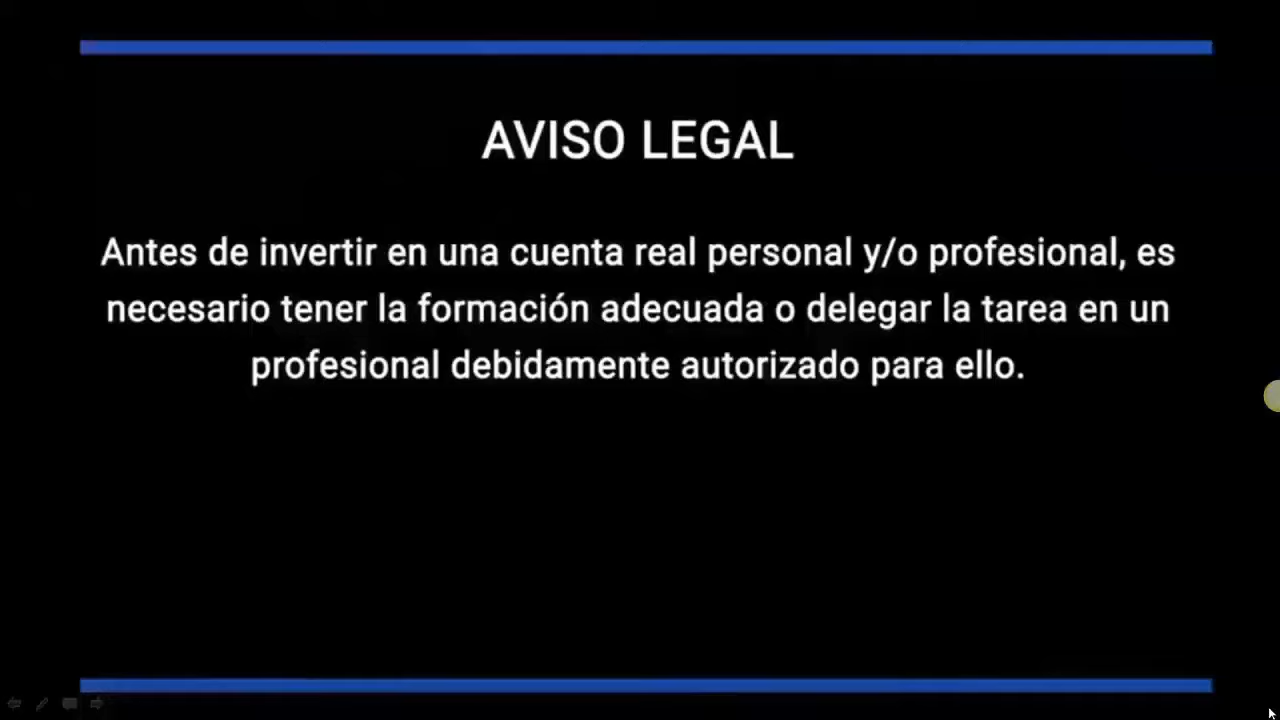 AVISO LEGAL
Antes de invertir en una cuenta real personal y/o profesional, es
necesario tener la formación adecuada o delegar la tarea en un
profesional debidamente autorizado para ello.